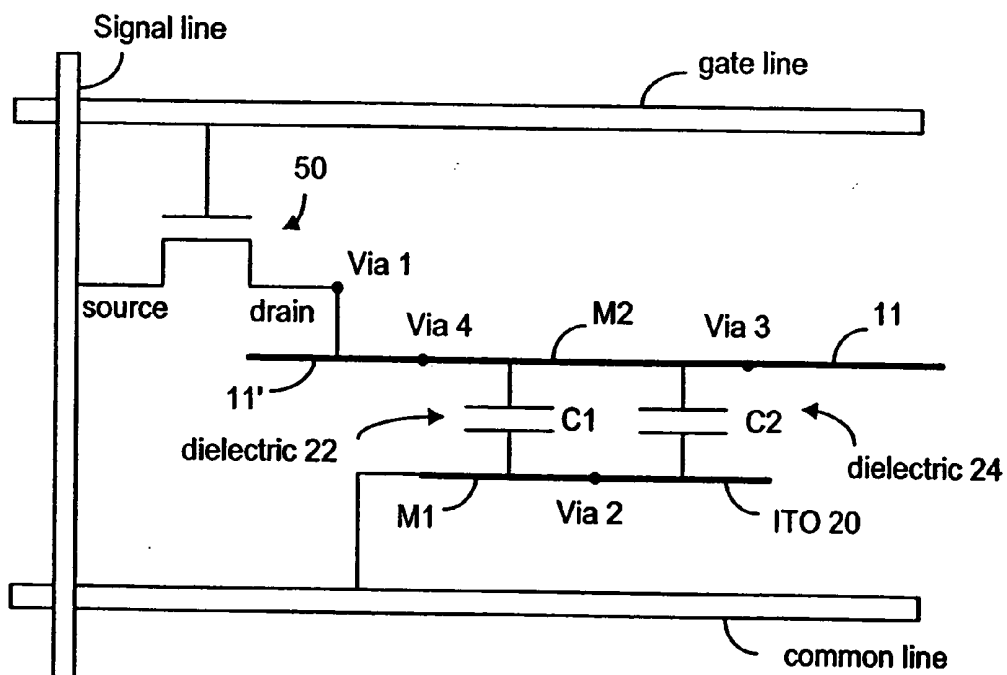 Signal line
gate line
50
Via 1
source
drain
Via 4
M2
Via 3
11
11'
C1
C2
dielectric 22
dielectric 24
M1
Via 2
ITO 20
common line